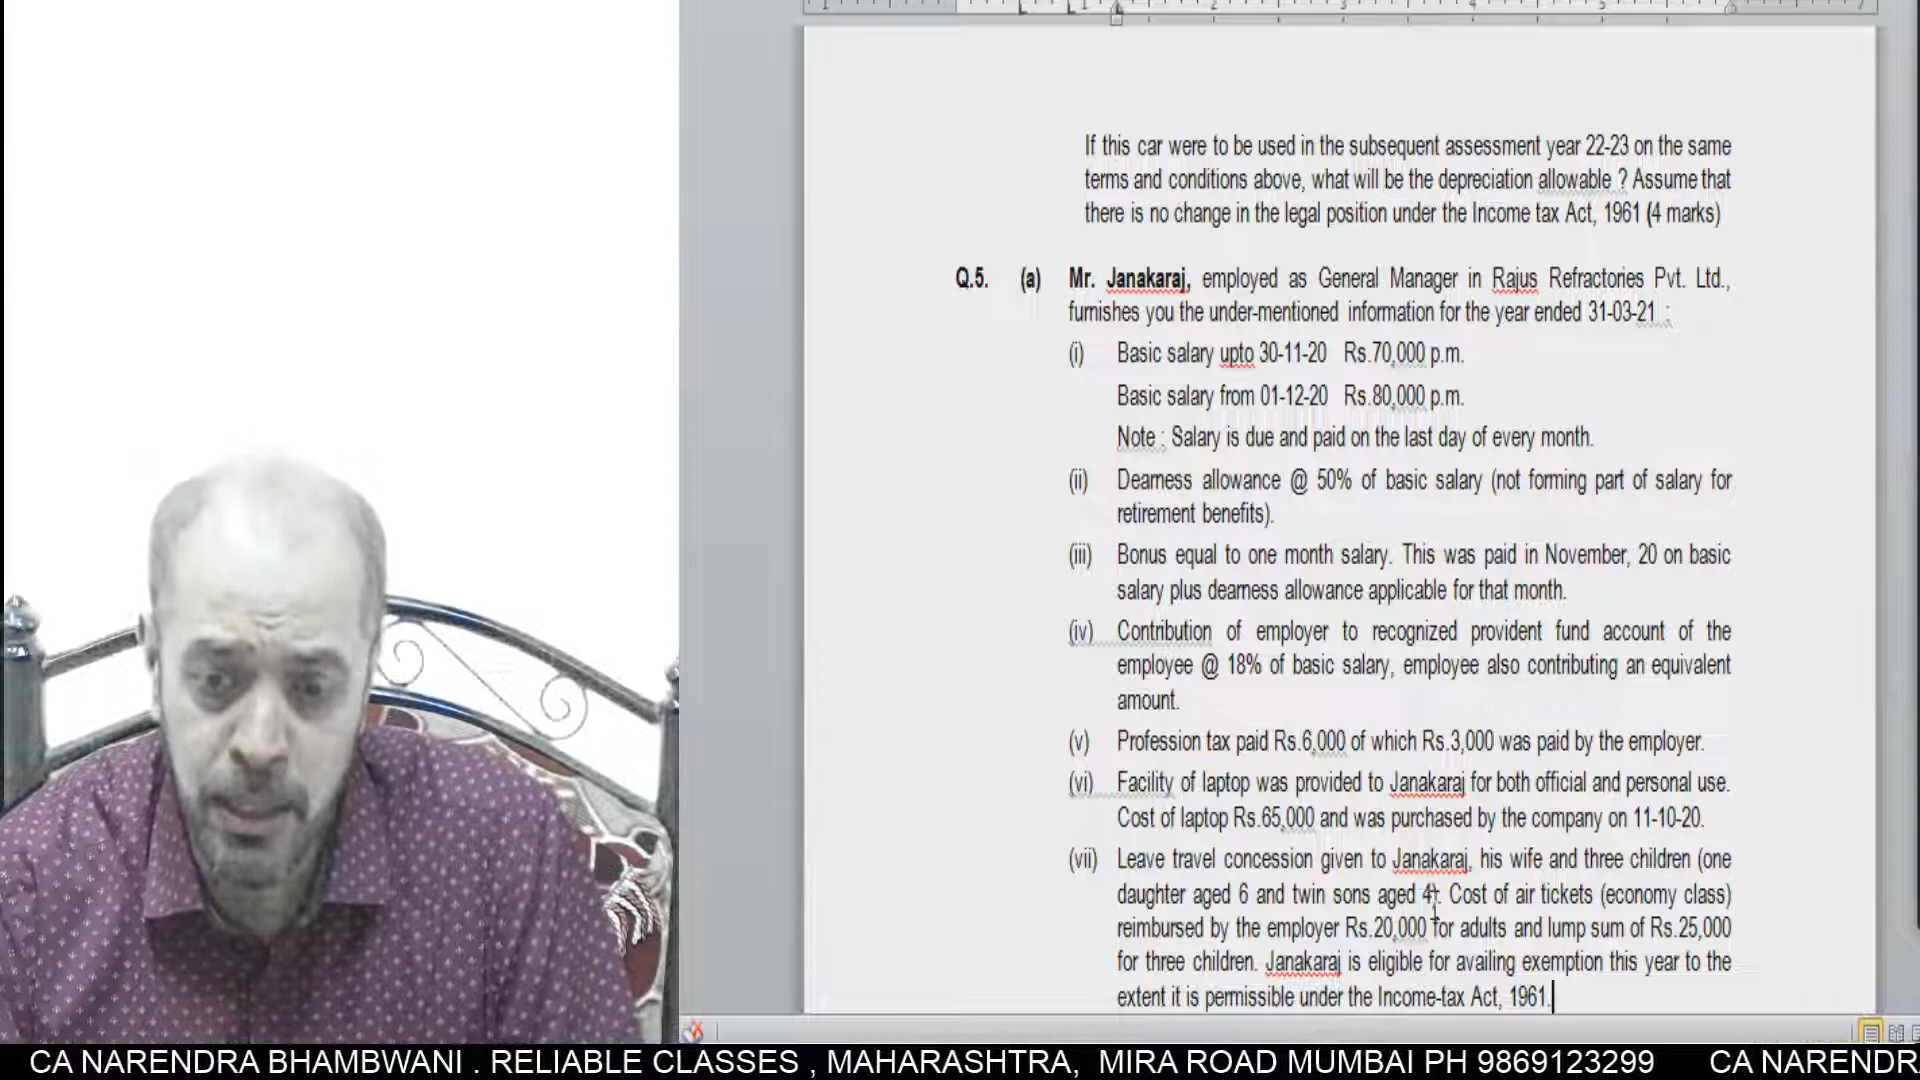 If this car were to be used in the subsequent assessment year 22-23 on the same
terms and conditions above, what will be the depreciation allowable ? Assume that
there is no change in the legal position under the Income tax Act, 1961 (4 marks)
Q.5. (a) Mr. Janakaraj, employed as General Manager in Rajus Refractories Pvt. Ltd.,
furnishes you the under-mentioned information for the year ended 31-03-21 :
(i) Basic salary upto 30-11-20 Rs.70,000 p.m.
Basic salary from 01-12-20 Rs.80,000 p.m.
Note : Salary is due and paid on the last day of every month.
(ii) Dearness allowance @ 50% of basic salary (not forming part of salary for
retirement benefits).
(iii) Bonus equal to one month salary. This was paid in November, 20 on basic
salary plus dearness allowance applicable for that month.
(iv) Contribution of employer to recognized provident fund account of the
employee @ 18% of basic salary, employee also contributing an equivalent
amount.
(v) Profession tax paid Rs.6,000 of which Rs.3,000 was paid by the employer.
(vi) Facility of laptop was provided to Janakaraj for both official and personal use.
Cost of laptop Rs.65,000 and was purchased by the company on 11-10-20.
(vii) Leave travel concession given to Janakaraj, his wife and three children (one
daughter aged 6 and twin sons aged 4). Cost of air tickets (economy class)
reimbursed by the employer Rs.20,000 for adults and lump sum of Rs.25,000
for three children. Janakaraj is eligible for availing exemption this year to the
extent it is permissible under the Income-tax Act, 1961.
CA NARENDRA BHAMBWANI . RELIABLE CLASSES , MAHARASHTRA, MIRA ROAD MUMBAI PH 9869123299 CA NARENDRA